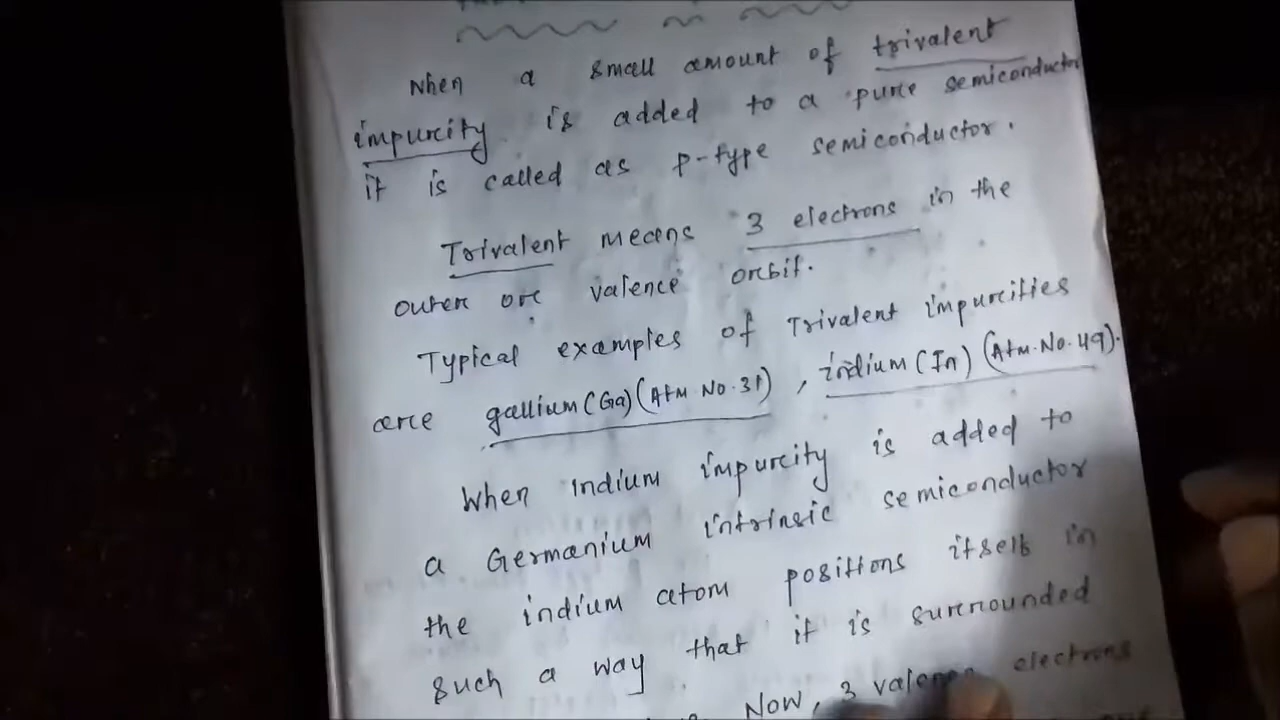 When a small amount of trivalent
impurity is added to a pure semiconductor
it is called as p-type semiconductor.
Trivalent means 3 electrons in the
outer or valence orbit.
Typical examples of Trivalent impurities
are gallium (Ga) (Atm No. 31), indium (In) (Atm. No. 49).
When indium impurity is added to
a Germanium intrinsic semiconductor
the indium atom positions itself in
such a way that it is surrounded
Now, 3 valence electrons